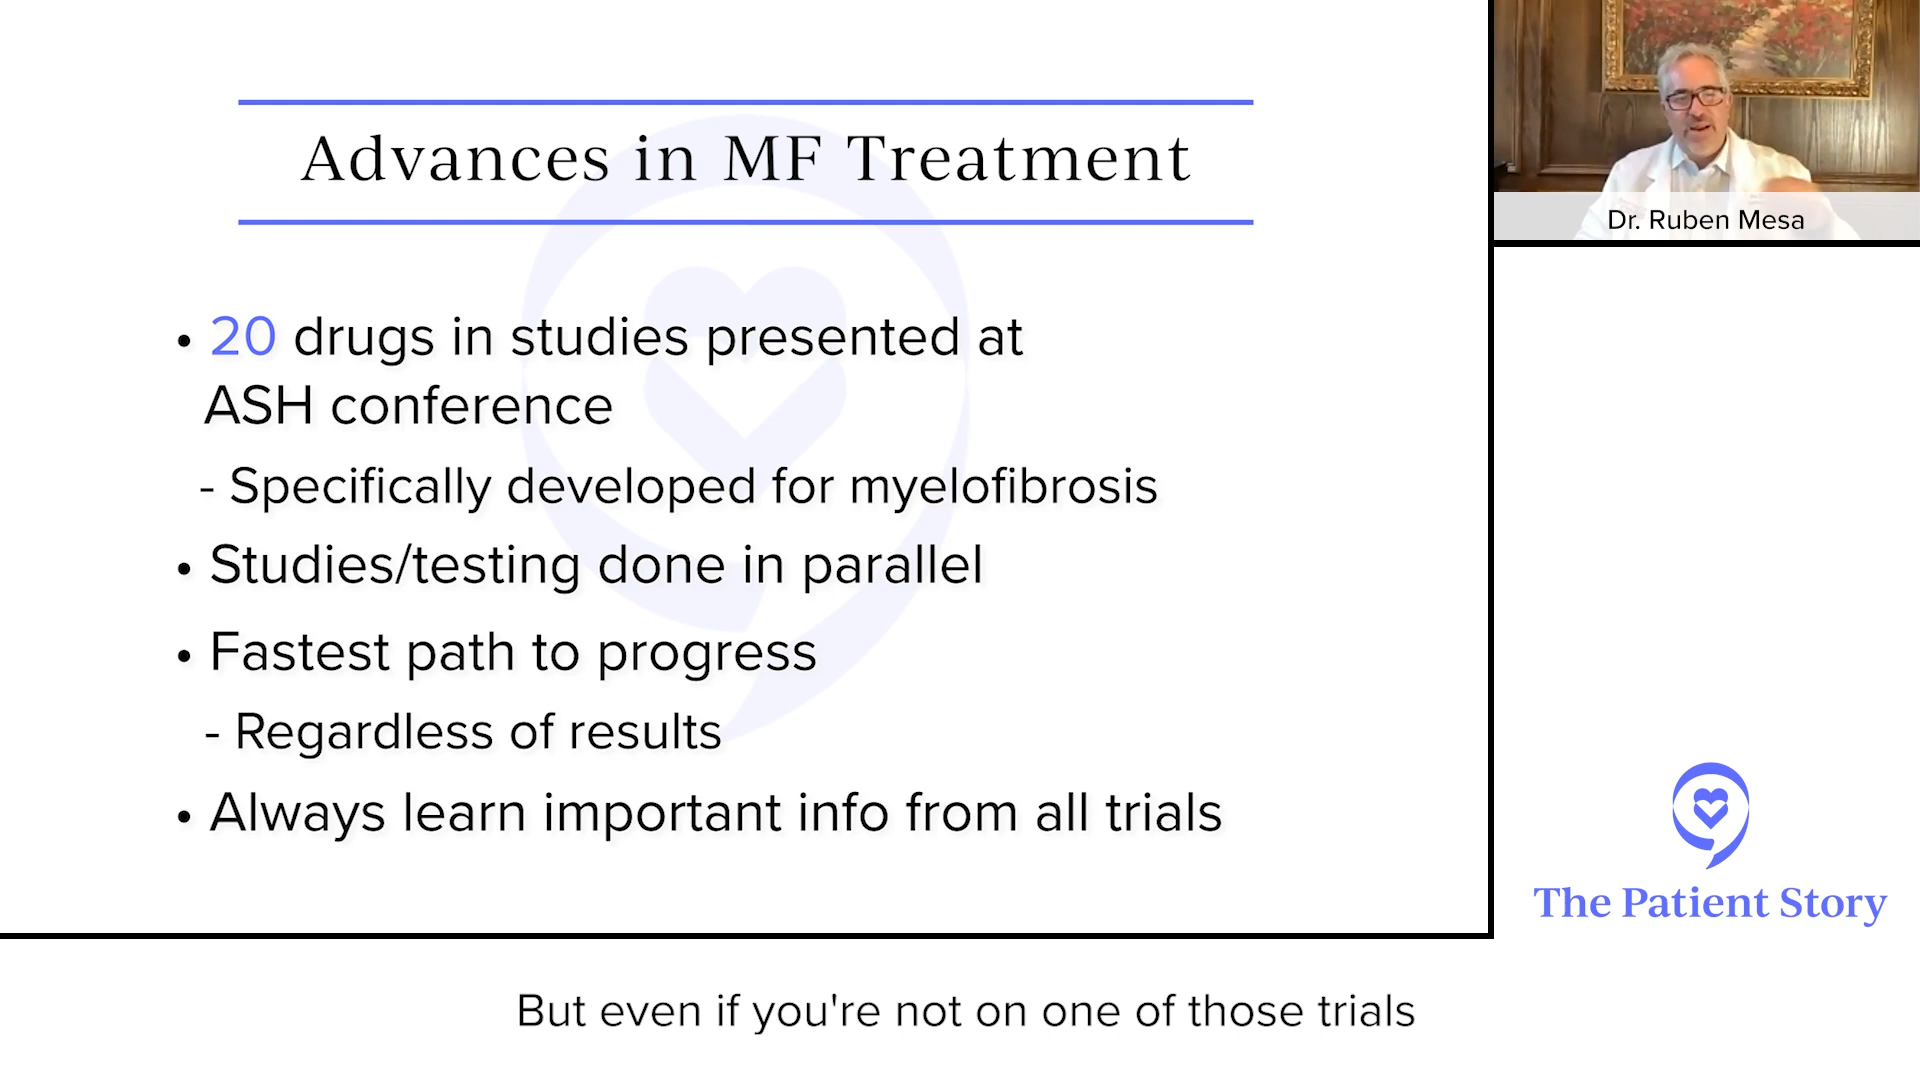 Advances in MF Treatment
• 20 drugs in studies presented at
ASH conference
- Specifically developed for myelofibrosis
• Studies/testing done in parallel
• Fastest path to progress
- Regardless of results
• Always learn important info from all trials
Dr. Ruben Mesa
The Patient Story
But even if you're not on one of those trials